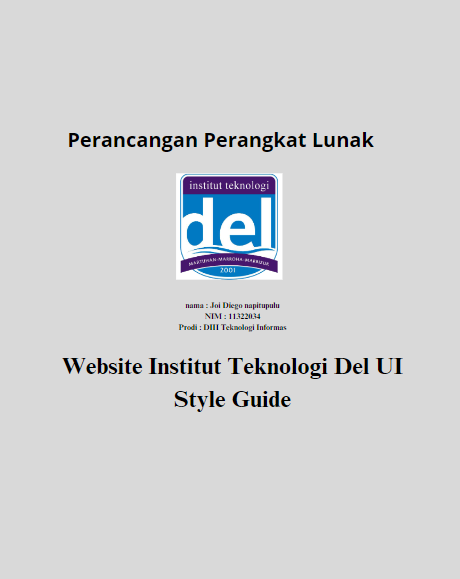 Perancangan Perangkat Lunak
institut teknologi
del
MARTUHAN-MARROHA-MARBISUK
2001
nama : Joi Diego napitupulu
NIM : 11322034
Prodi : DIII Teknologi Informas
Website Institut Teknologi Del UI
Style Guide